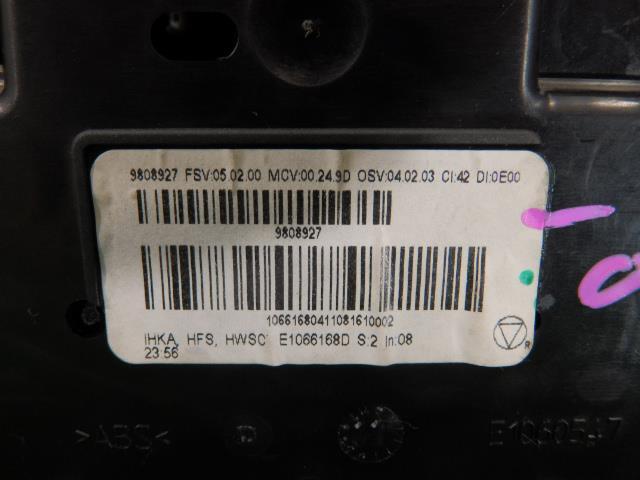 9808927 FSV:05.02.00 MCV:00.24.9D OSV:04.02.03 CI:42 DI:0E00
9808927
10661680411081610002
IHKA, HFS, HWSC E1066168D S:2 In:08
23:56
R
>ABS<